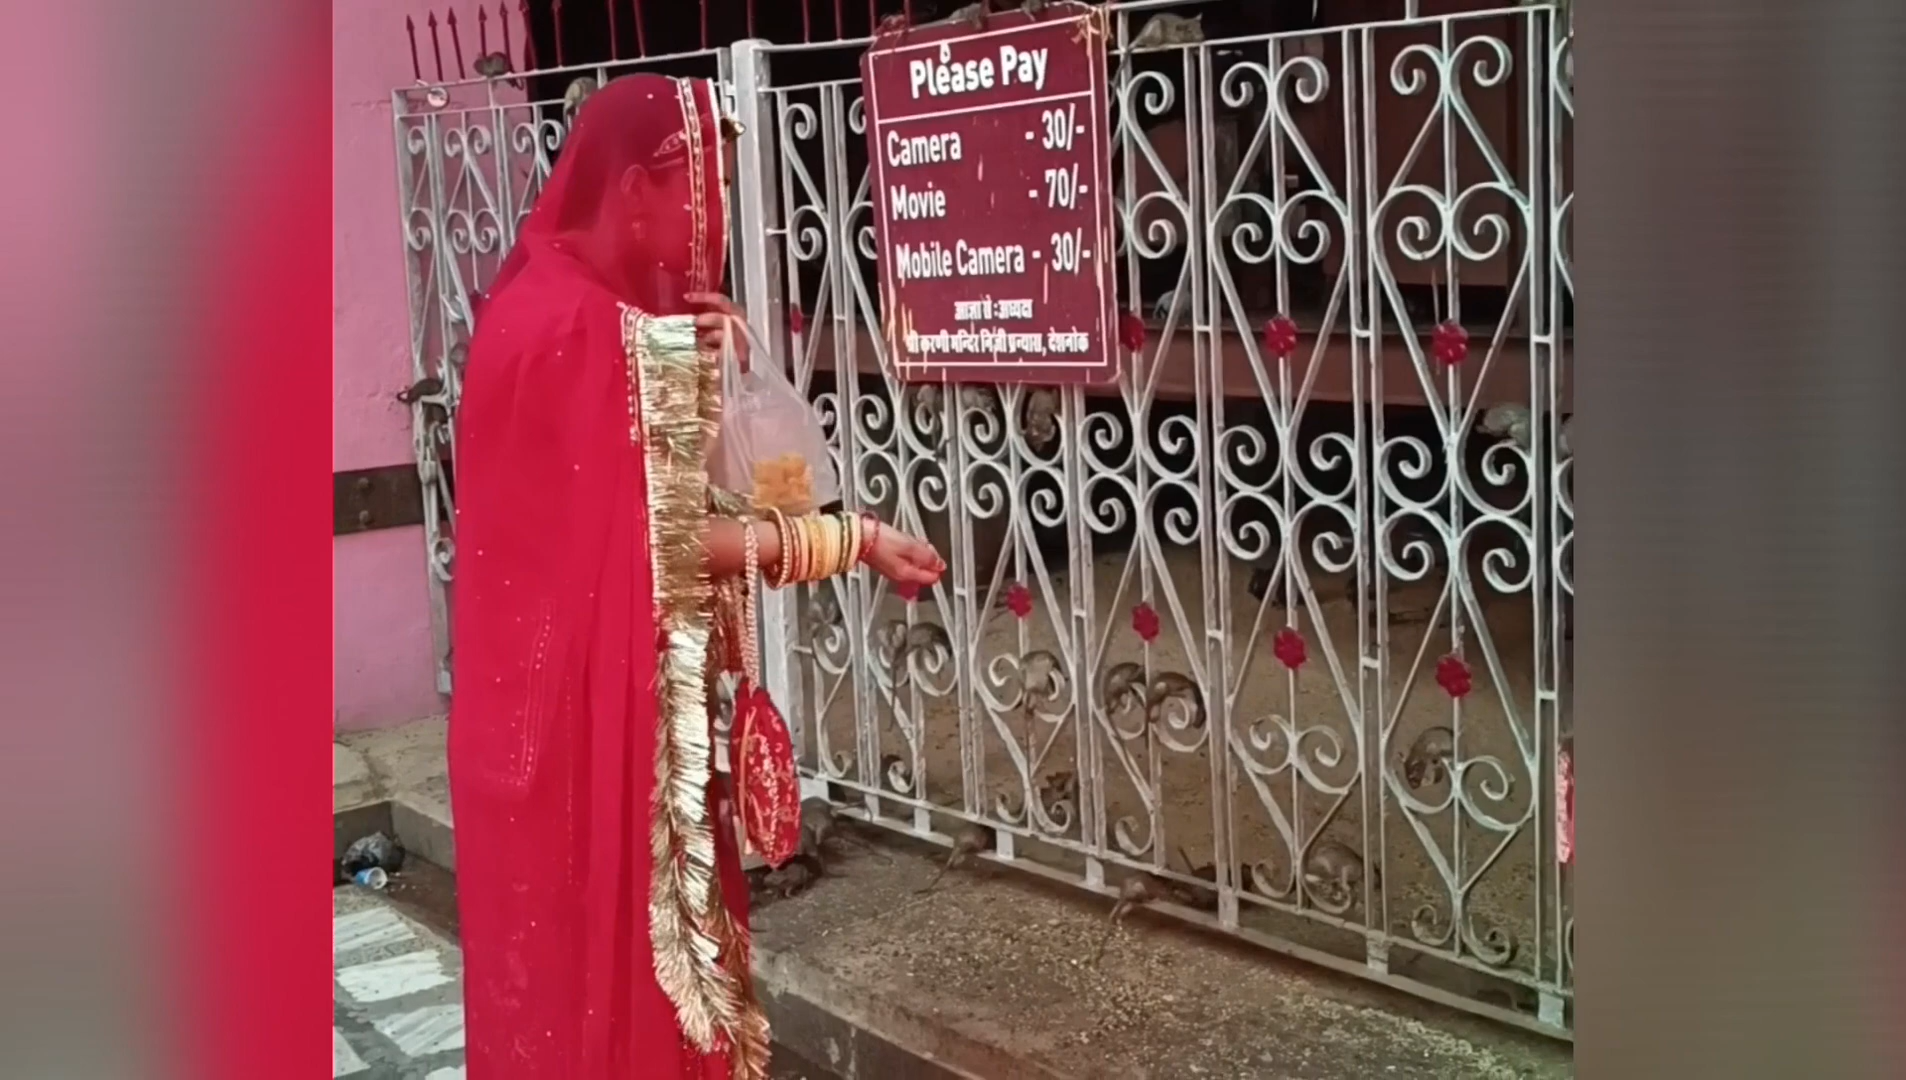 Please Pay
Camera - 30/-
Movie - 70/-
Mobile Camera - 30/-
आज्ञा से :अध्यक्ष
श्री करणी मन्दिर निजी प्रन्यास, देशनोक